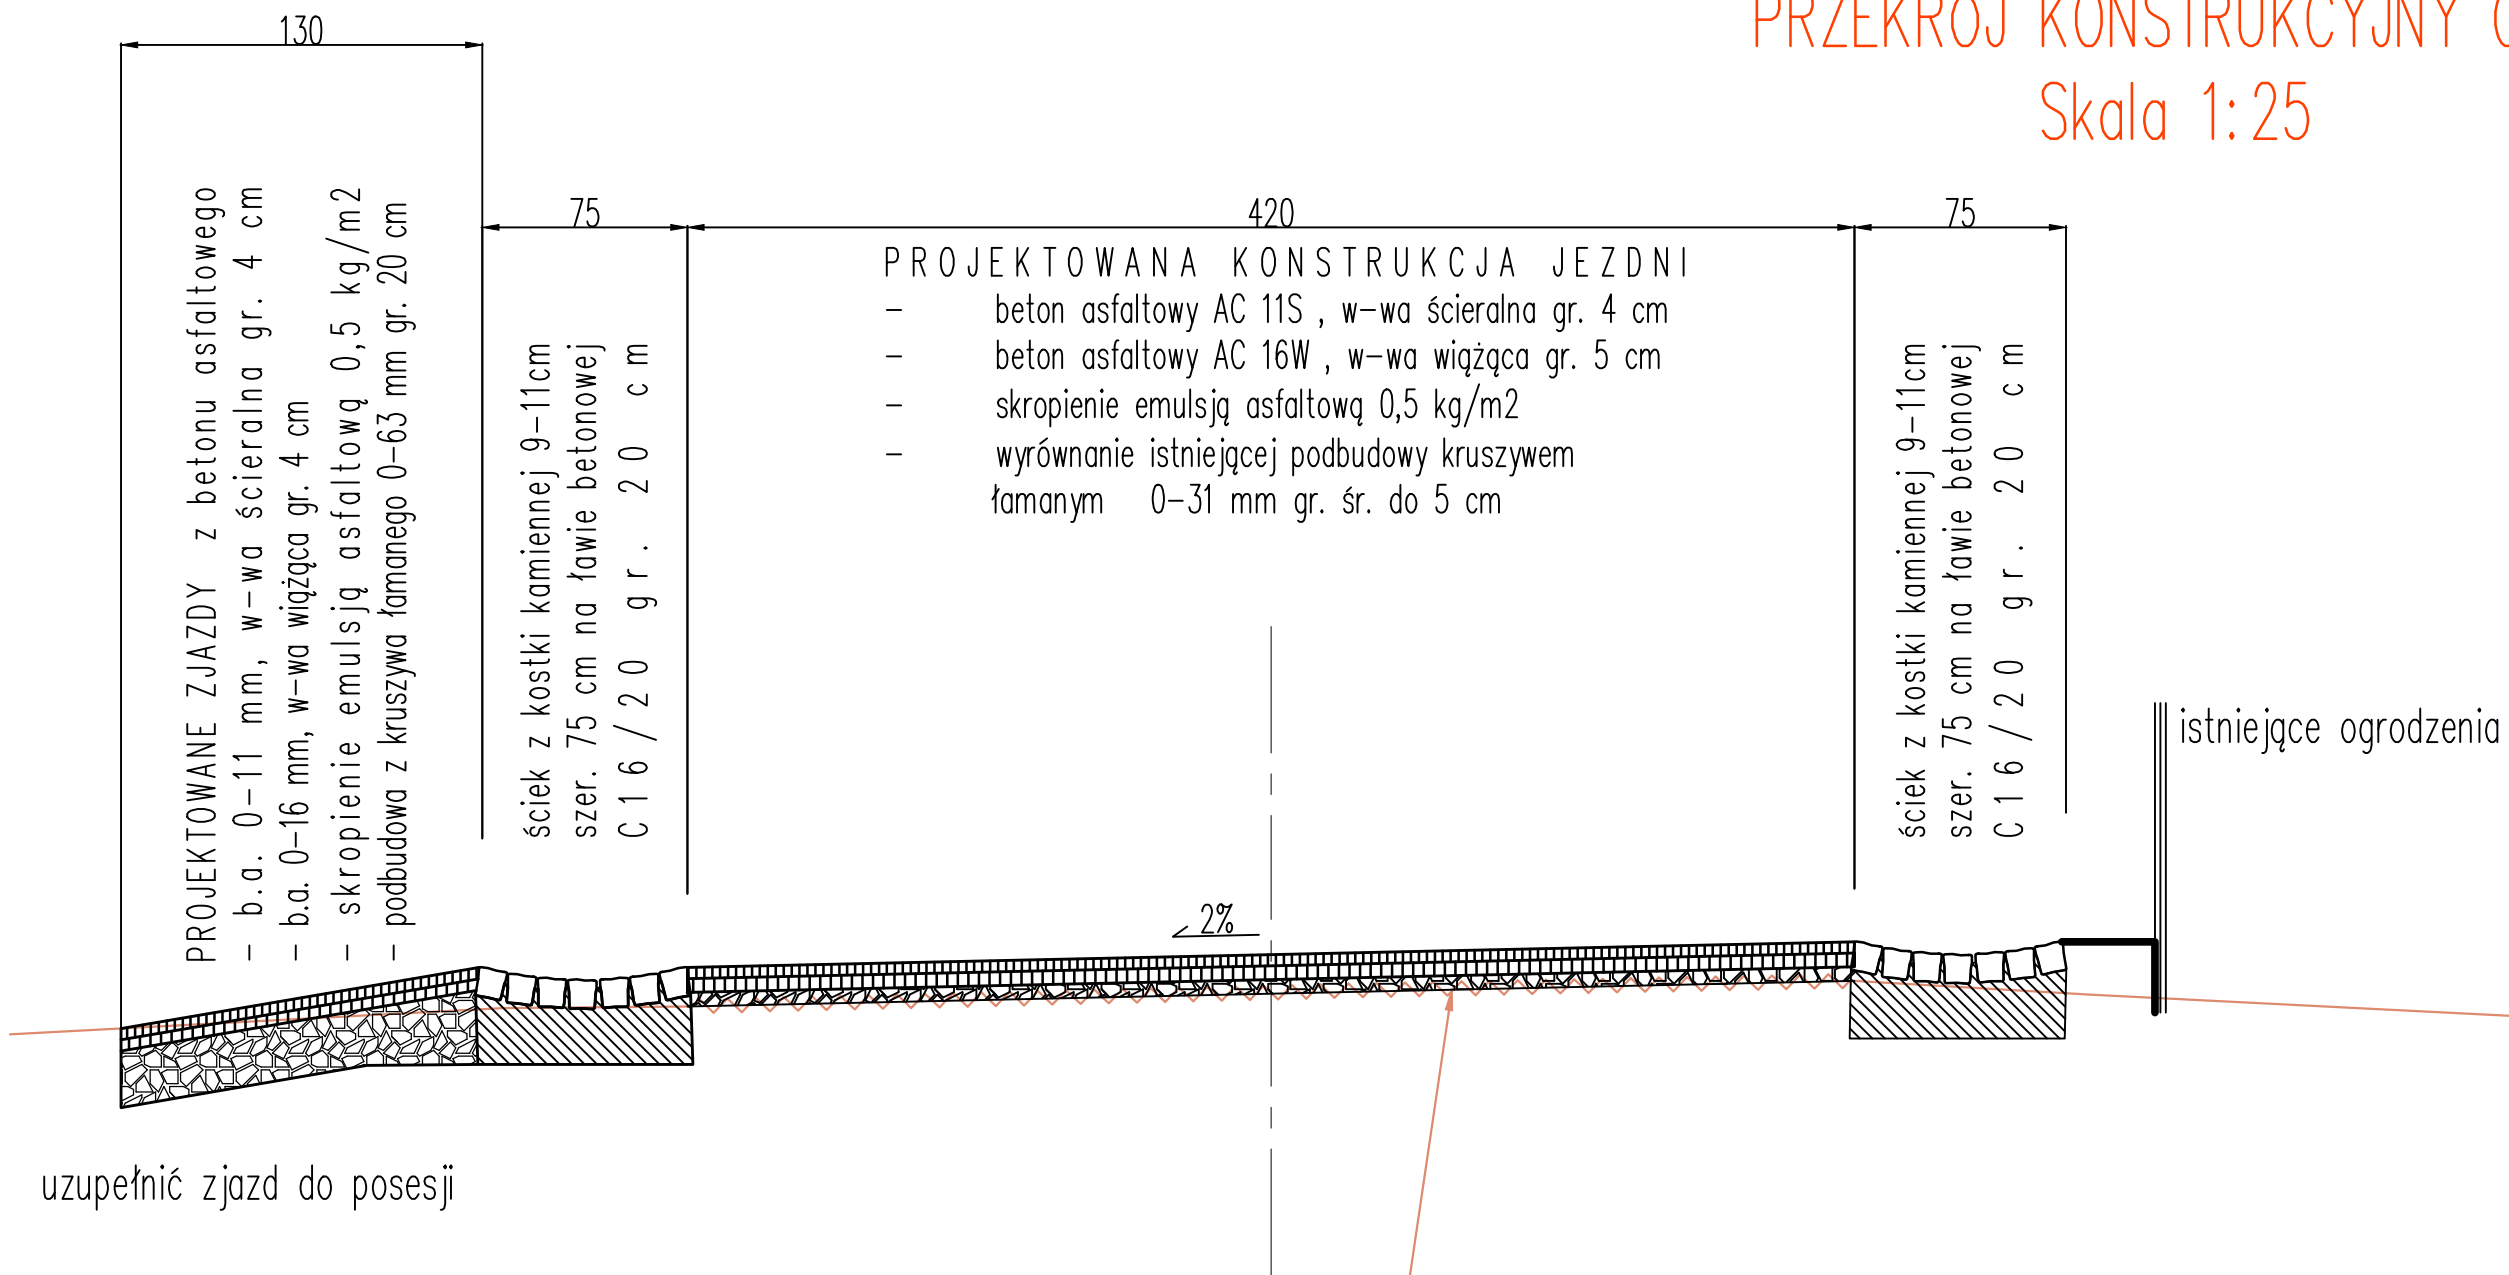 130
PRZEKRÓJ KONSTRUKCYJNY
Skala 1:25
75
420
75
PROJEKTOWANA KONSTRUKCJA JEZDNI
- beton asfaltowy AC 11S , w-wa ścieralna gr. 4 cm
- beton asfaltowy AC 16W , w-wa wiążąca gr. 5 cm
- skropienie emulsją asfaltową 0,5 kg/m2
- wyrównanie istniejącej podbudowy kruszywem
łamanym 0-31 mm gr. śr. do 5 cm
PROJEKTOWANE ZJAZDY z betonu asfaltowego
- b.a. 0-11 mm, w-wa ścieralna gr. 4 cm
- b.a. 0-16 mm, w-wa wiążąca gr. 4 cm
- skropienie emulsją asfaltową 0,5 kg/m2
- podbudowa z kruszywa łamanego 0-63 mm gr. 20 cm
ściek z kostki kamiennej 9-11cm
szer. 75 cm na ławie betonowej
C16/20 gr. 20 cm
ściek z kostki kamiennej 9-11cm
szer. 75 cm na ławie betonowej
C16/20 gr. 20 cm
istniejące ogrodzenia
2%
uzupełnić zjazd do posesji